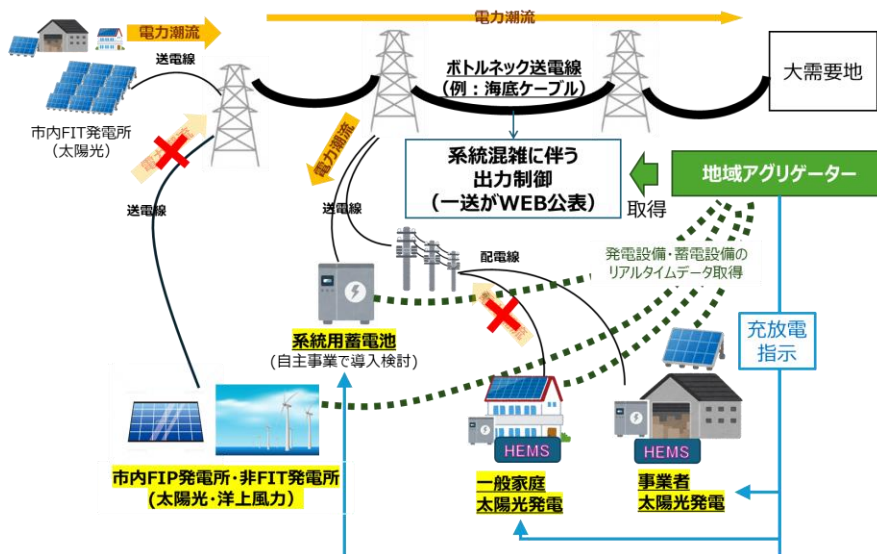 電力潮流
電力潮流
送電線
市内FIT発電所
(太陽光)
ボトルネック送電線
(例：海底ケーブル)
大需要地
電力潮流
系統混雑に伴う
出力制御
(一送がWEB公表)
取得
地域アグリゲーター
送電線
送電線
配電線
発電設備・蓄電設備の
リアルタイムデータ取得
系統用蓄電池
(自主事業で導入検討)
充放電
指示
HEMS
HEMS
市内FIP発電所・非FIT発電所
(太陽光・洋上風力)
一般家庭
太陽光発電
事業者
太陽光発電